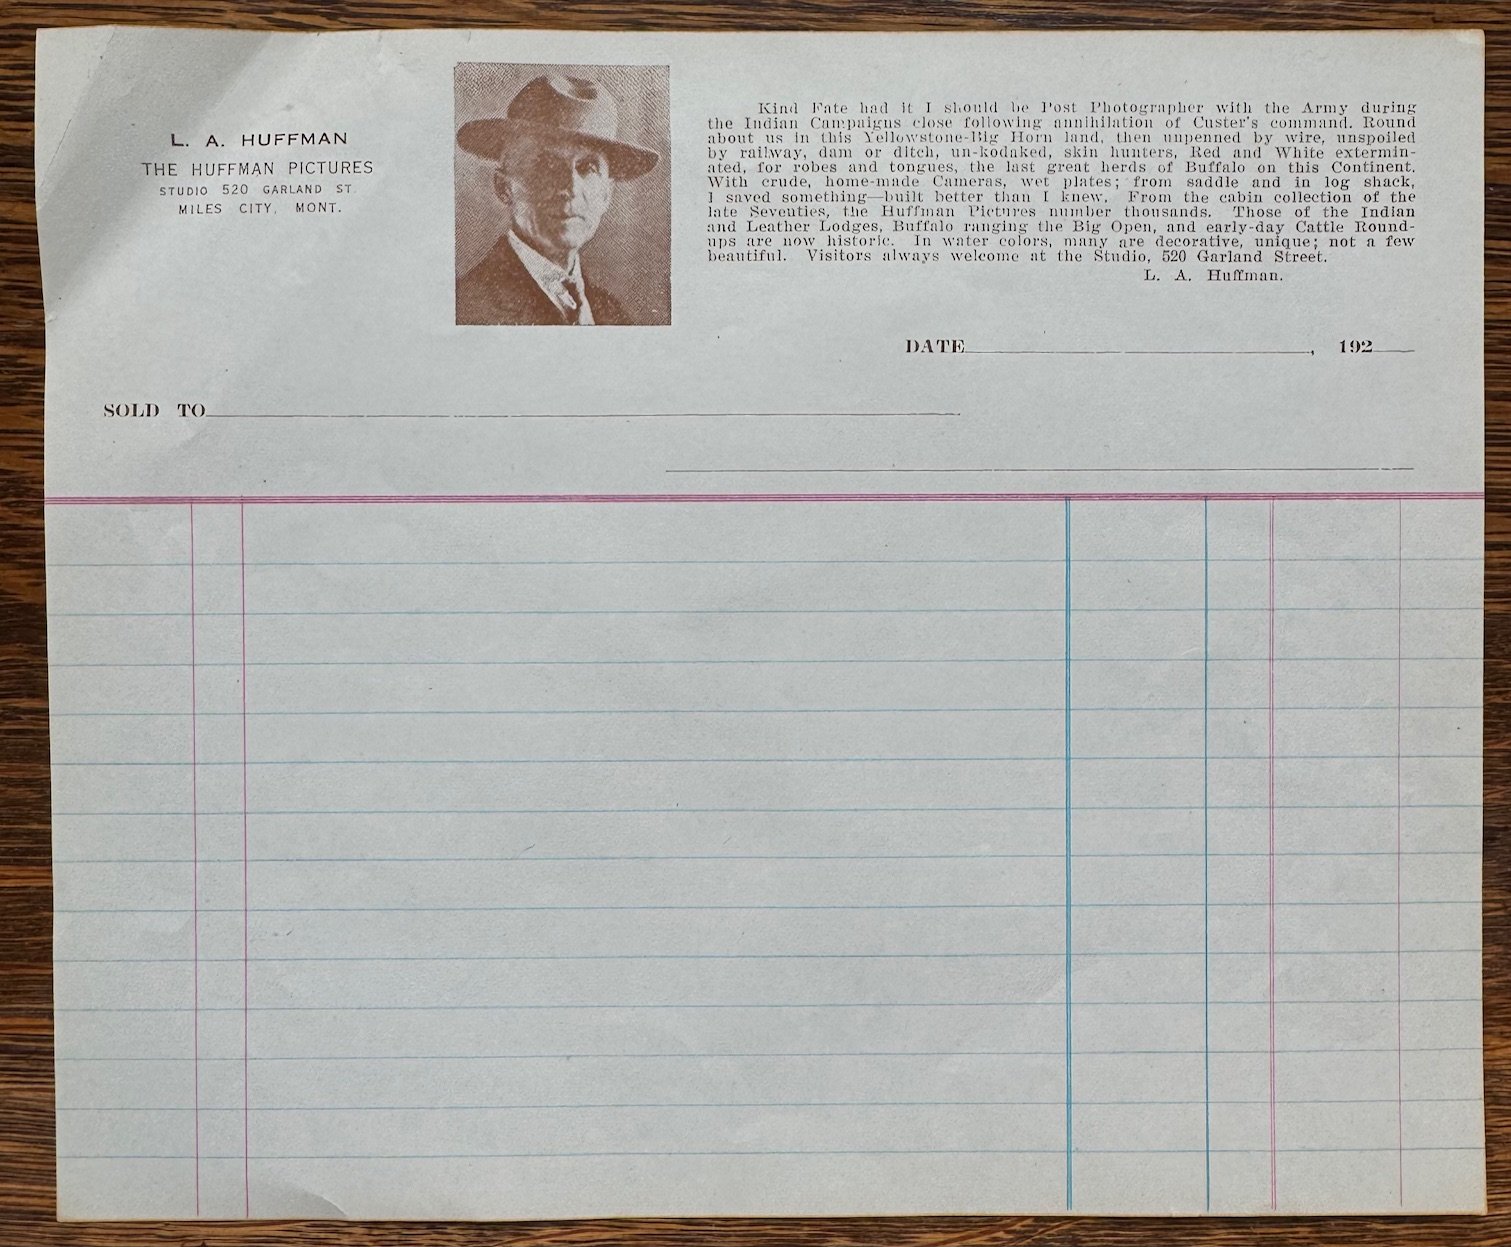 L. A. HUFFMAN
THE HUFFMAN PICTURES
STUDIO 520 GARLAND ST.
MILES CITY, MONT.
Kind Fate had it I should be Post Photographer with the Army during
the Indian Campaigns close following annihilation of Custer's command. Round
about us in this Yellowstone-Big Horn land, then unpenned by wire, unspoiled
by railway, dam or ditch, un-kodaked, skin hunters, Red and White extermin-
ated, for robes and tongues, the last great herds of Buffalo on this Continent.
With crude, home-made Cameras, wet plates; from saddle and in log shack,
I saved something—built better than I knew. From the cabin collection of the
late Seventies, the Huffman Pictures number thousands. Those of the Indian
and Leather Lodges, Buffalo ranging the Big Open, and early-day Cattle Round-
ups are now historic. In water colors, many are decorative, unique; not a few
beautiful. Visitors always welcome at the Studio, 520 Garland Street.
L. A. Huffman.
DATE , 192
SOLD TO